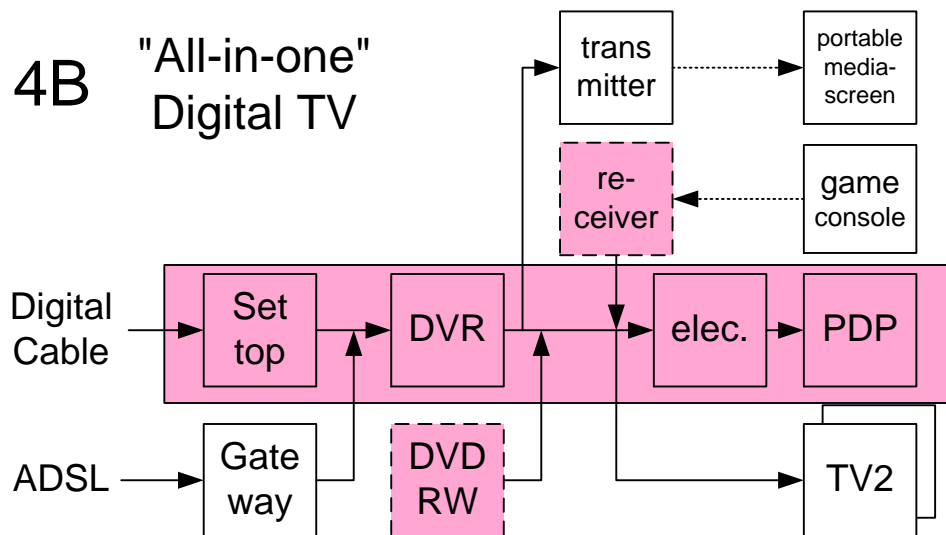 4B
"All-in-one"
Digital TV
trans
mitter
portable
media-
screen
re-
ceiver
game
console
Digital
Cable
Set
top
DVR
elec.
PDP
ADSL
Gate
way
DVD
RW
TV2